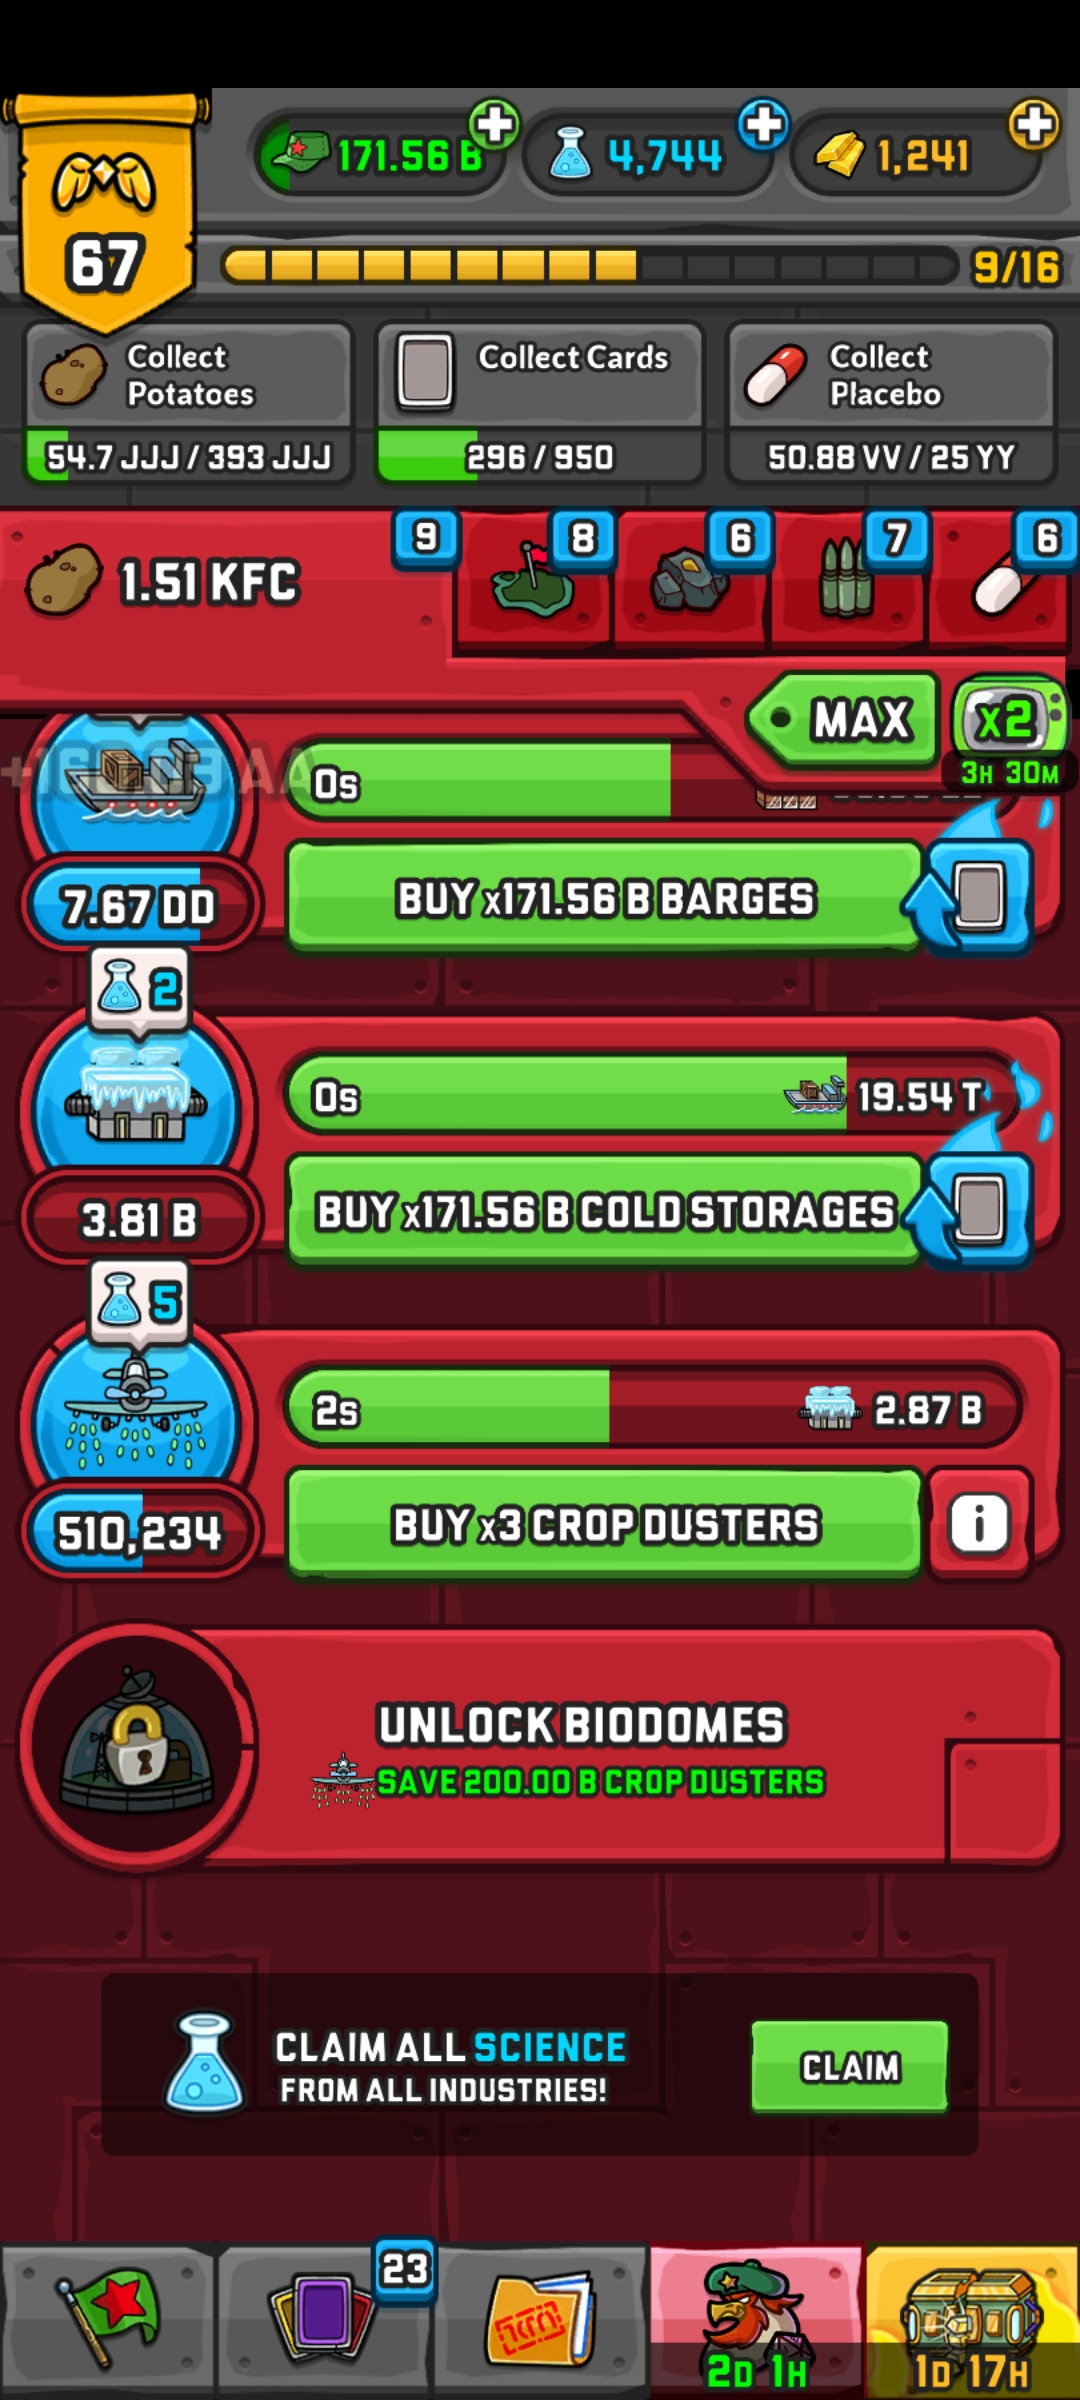 171.56 B
4,744
1,241
67
9/16
Collect
Potatoes
54.7 JJJ / 393 JJJ
Collect Cards
296 / 950
Collect
Placebo
50.88 VV / 25 YY
1.51 KFC
9
8
6
7
6
MAX
x2
3H 30M
0s
7.67 DD
BUY x171.56 B BARGES
2
0s
19.54 T
3.81 B
BUY x171.56 B COLD STORAGES
5
2s
2.87 B
510,234
BUY x3 CROP DUSTERS
i
UNLOCK BIODOMES
SAVE 200.00 B CROP DUSTERS
CLAIM ALL SCIENCE
FROM ALL INDUSTRIES!
CLAIM
23
2D 1H
1D 17H